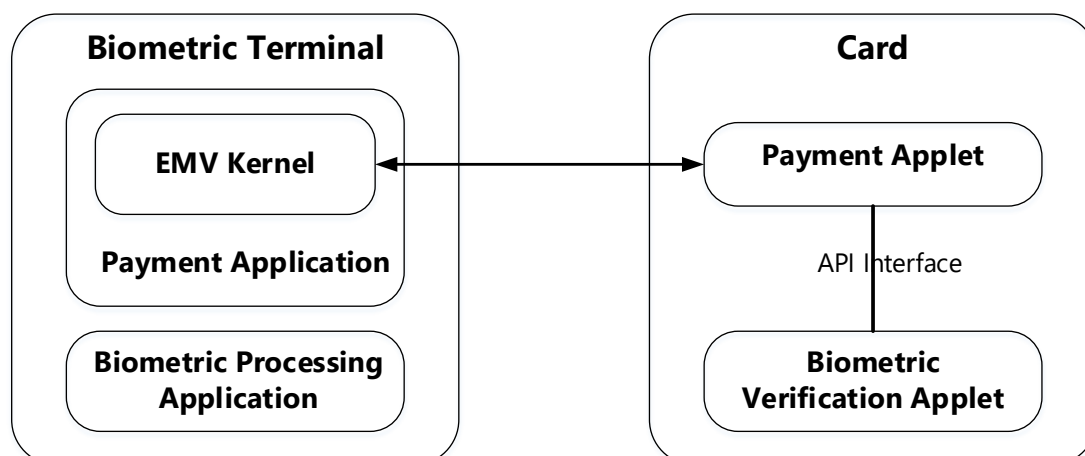 Biometric Terminal
EMV Kernel
Payment Application
Biometric Processing
Application
Card
Payment Applet
API Interface
Biometric
Verification Applet